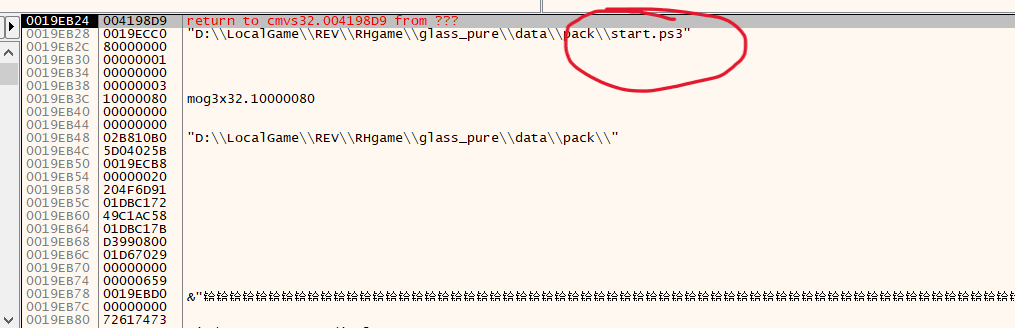 0019EB24 004198D9 return to cmvs32.004198D9 from ???
0019EB28 0019ECC0 "D:\\LocalGame\\REV\\RHgame\\glass_pure\\data\\pack\\start.ps3"
0019EB2C 80000000
0019EB30 00000001
0019EB34 00000000
0019EB38 00000003
0019EB3C 10000080 mog3x32.10000080
0019EB40 00000000
0019EB44 00000000
0019EB48 02B810B0 "D:\\LocalGame\\REV\\RHgame\\glass_pure\\data\\pack\\"
0019EB4C 5D04025B
0019EB50 0019ECB8
0019EB54 00000020
0019EB58 204F6D91
0019EB5C 01DBC172
0019EB60 49C1AC58
0019EB64 01DBC17B
0019EB68 D3990800
0019EB6C 01D67029
0019EB70 00000000
0019EB74 00000659
0019EB78 0019EBD0 &"
0019EB7C 00000000
0019EB80 72617473